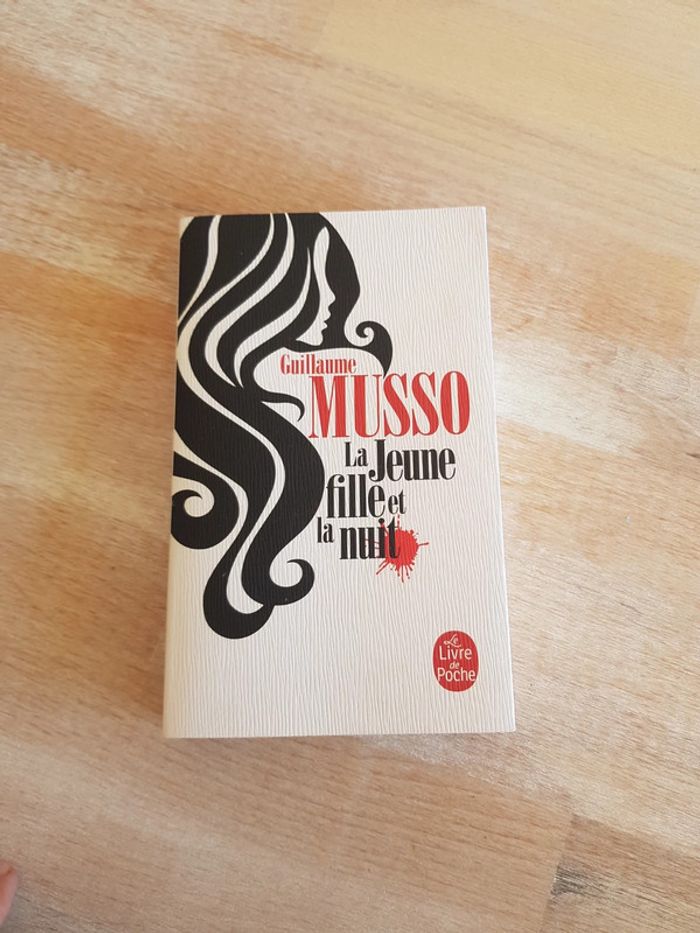 Guillaume
MUSSO
La Jeune
fille et
la nuit
Le
Livre
de
Poche